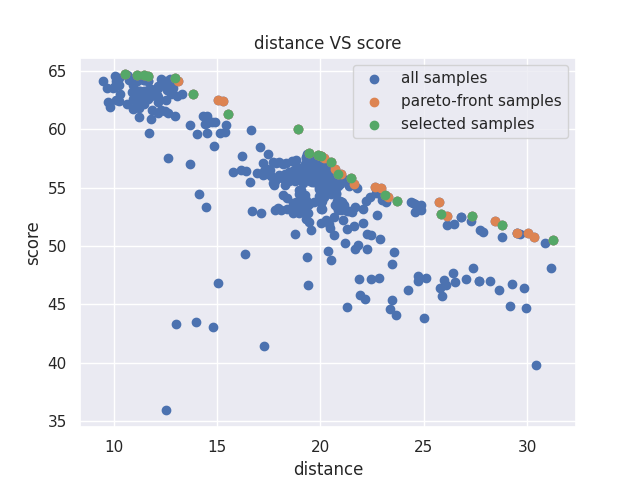 distance VS score
65
60
55
50
45
40
35
score
all samples
pareto-front samples
selected samples
10 15 20 25 30
distance